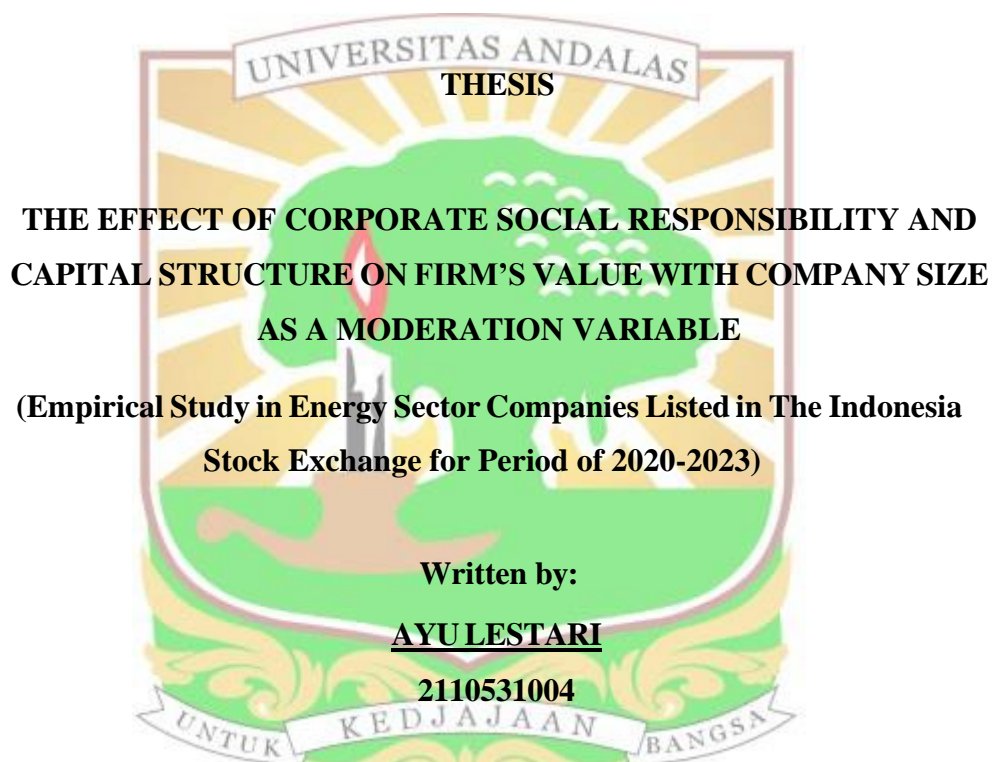 UNIVERSITAS ANDALAS
THESIS
THE EFFECT OF CORPORATE SOCIAL RESPONSIBILITY AND
CAPITAL STRUCTURE ON FIRM'S VALUE WITH COMPANY SIZE
AS A MODERATION VARIABLE
(Empirical Study in Energy Sector Companies Listed in The Indonesia
Stock Exchange for Period of 2020-2023)
Written by:
AYU LESTARI
2110531004
UNTUK KEDJAJAAN BANGSA